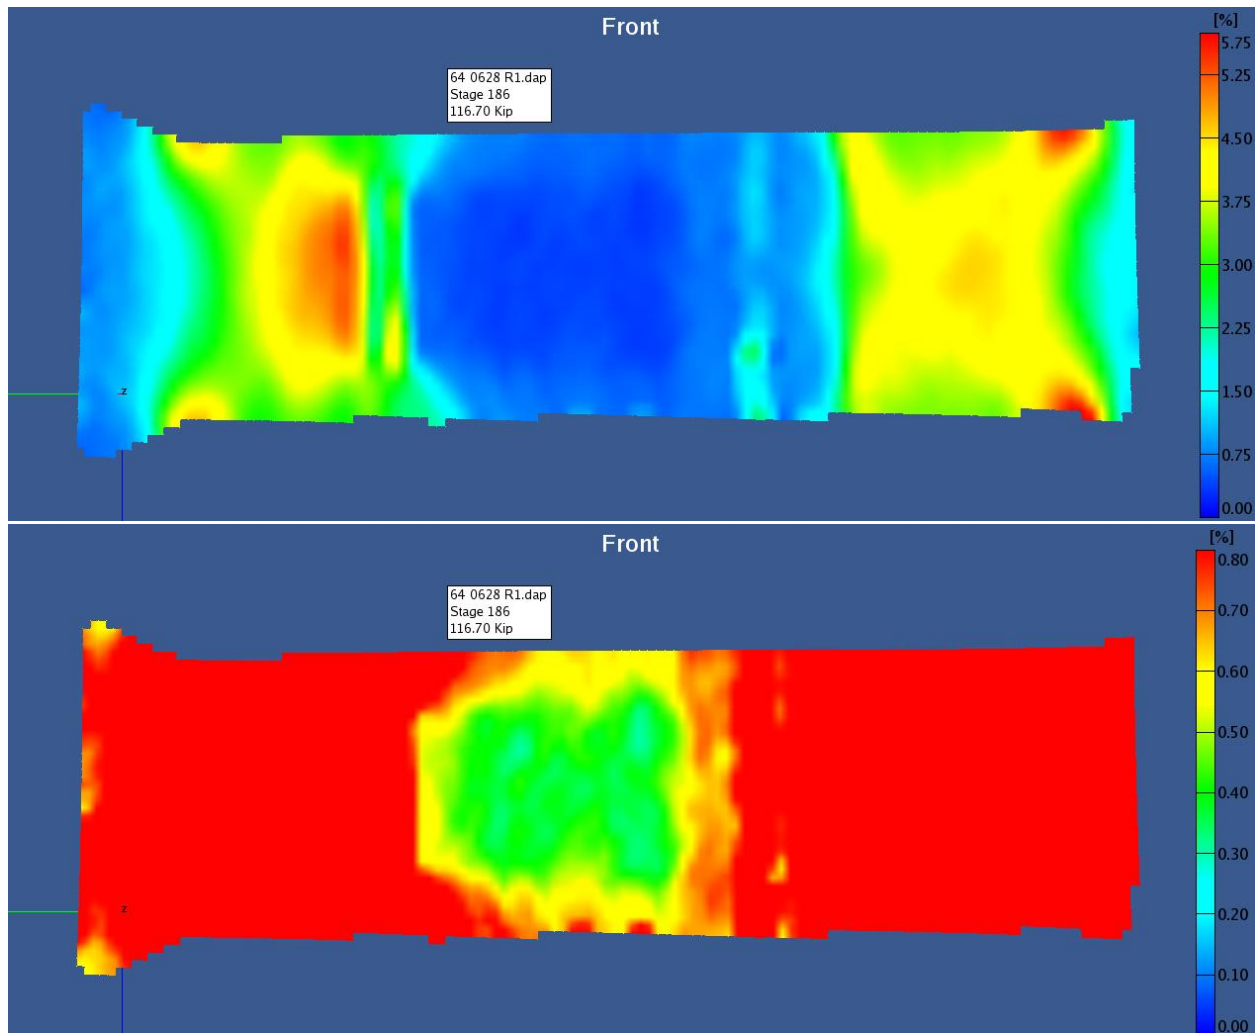 Front
[%]
64 0628 R1.dap
Stage 186
116.70 Kip
5.75
5.25
4.50
3.75
3.00
2.25
1.50
0.75
0.00
z
Front
[%]
64 0628 R1.dap
Stage 186
116.70 Kip
0.80
0.70
0.60
0.50
0.40
0.30
0.20
0.10
0.00
z